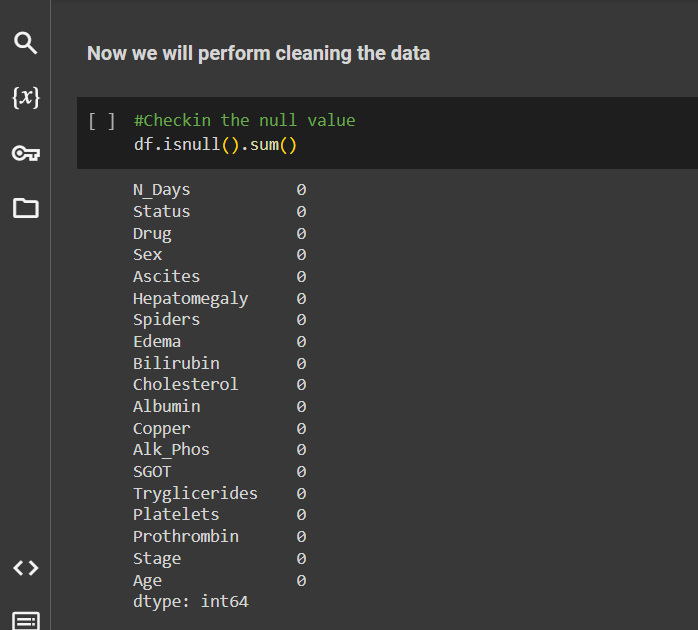 Now we will perform cleaning the data
{x}
[ ] #Checkin the null value
df.isnull().sum()
N_Days 0
Status 0
Drug 0
Sex 0
Ascites 0
Hepatomegaly 0
Spiders 0
Edema 0
Bilirubin 0
Cholesterol 0
Albumin 0
Copper 0
Alk_Phos 0
SGOT 0
Tryglicerides 0
Platelets 0
Prothrombin 0
Stage 0
Age 0
dtype: int64